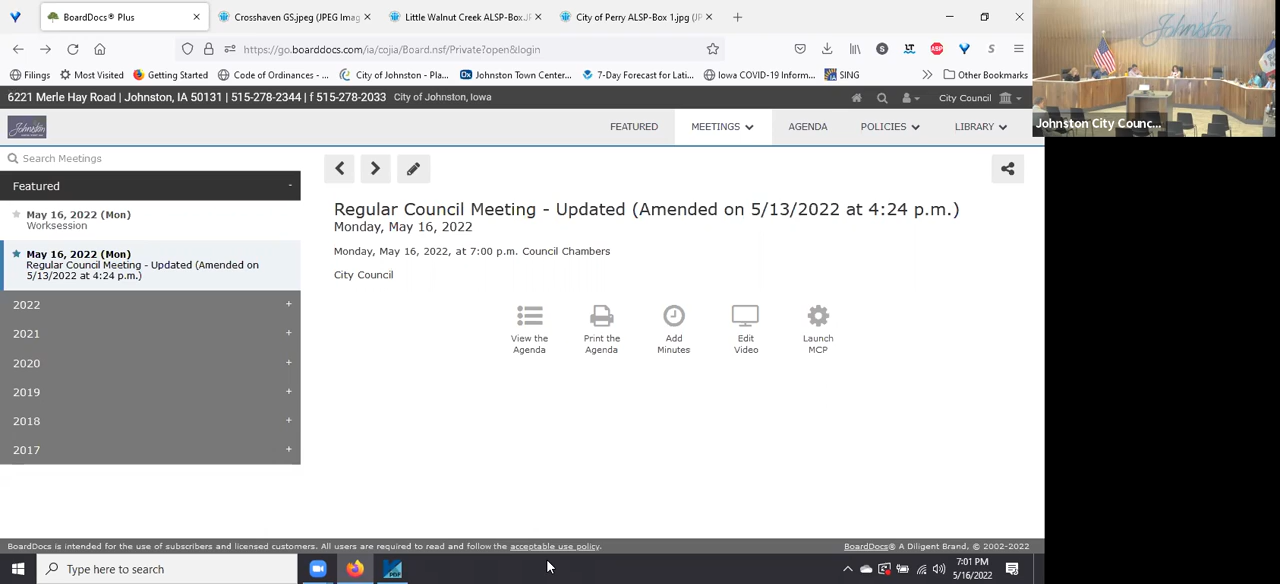 BoardDocs® Plus
Crosshaven GS.jpeg (JPEG Imag
Little Walnut Creek ALSP-Box.J
City of Perry ALSP-Box 1.jpg (JP
https://go.boarddocs.com/ia/cojia/Board.nsf/Private?open&login
Filings
Most Visited
Getting Started
Code of Ordinances - ...
City of Johnston - Pla...
Johnston Town Center...
7-Day Forecast for Lati...
Iowa COVID-19 Inform...
SING
Other Bookmarks
6221 Merle Hay Road | Johnston, IA 50131 | 515-278-2344 | f 515-278-2033 City of Johnston, Iowa
City Council
Johnston
FEATURED
MEETINGS
AGENDA
POLICIES
LIBRARY
Search Meetings
Featured
May 16, 2022 (Mon)
Worksession
May 16, 2022 (Mon)
Regular Council Meeting - Updated (Amended on
5/13/2022 at 4:24 p.m.)
2022
2021
2020
2019
2018
2017
Regular Council Meeting - Updated (Amended on 5/13/2022 at 4:24 p.m.)
Monday, May 16, 2022
Monday, May 16, 2022, at 7:00 p.m. Council Chambers
City Council
View the
Agenda
Print the
Agenda
Add
Minutes
Edit
Video
Launch
MCP
BoardDocs is intended for the use of subscribers and licensed customers. All users are required to read and follow the acceptable use policy.
BoardDocs® A Diligent Brand, © 2002-2022
Type here to search
7:01 PM
5/16/2022
Johnston
Johnston City Counc...